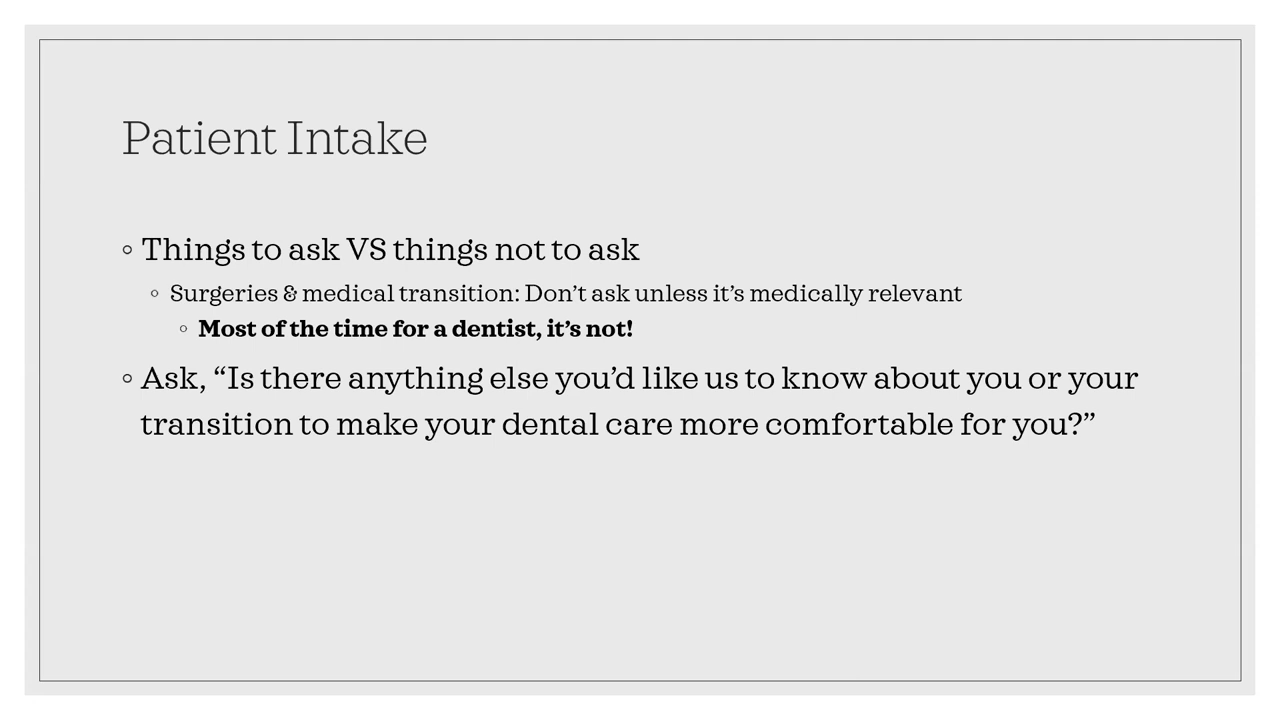 Patient Intake
◦ Things to ask VS things not to ask
◦ Surgeries & medical transition: Don’t ask unless it’s medically relevant
◦ Most of the time for a dentist, it’s not!
◦ Ask, “Is there anything else you’d like us to know about you or your
transition to make your dental care more comfortable for you?”